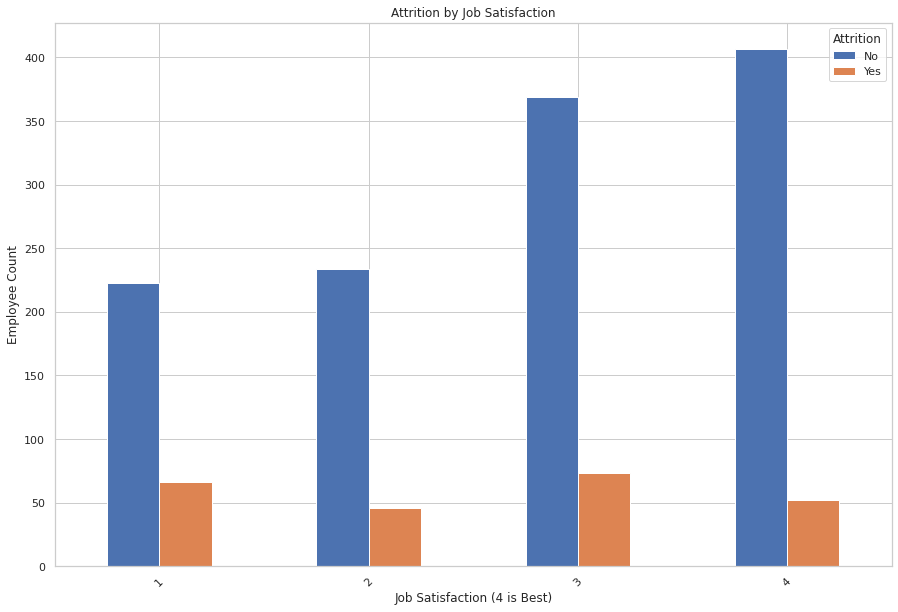 Attrition by Job Satisfaction
Attrition
No
Yes
Employee Count
400
350
300
250
200
150
100
50
0
1
2
3
4
Job Satisfaction (4 is Best)